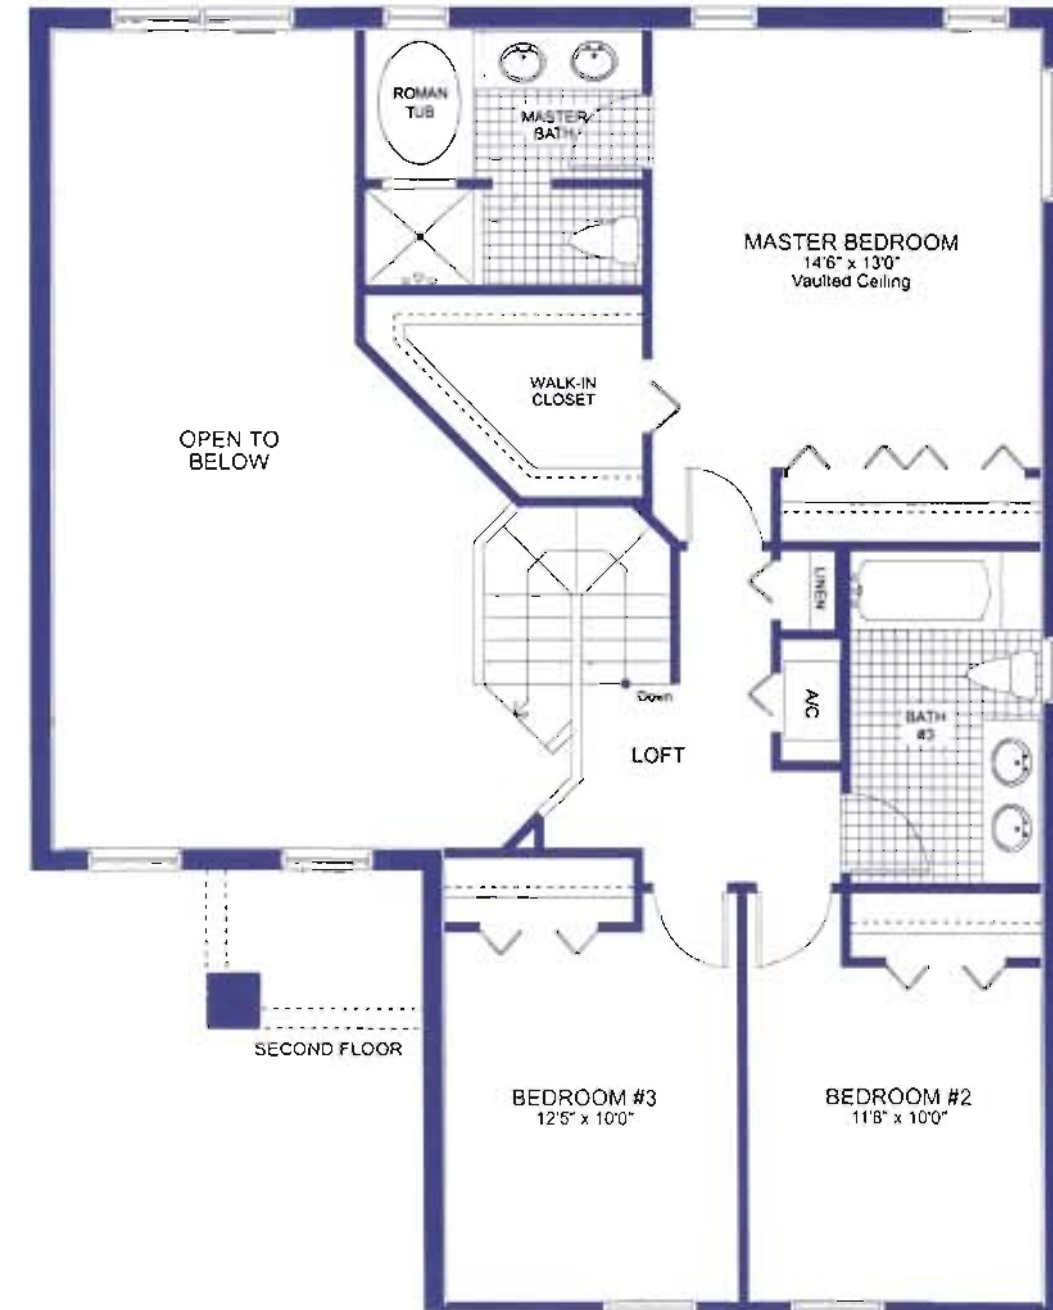 ROMAN
TUB
MASTER
BATH
MASTER BEDROOM
14'6" x 13'0"
Vaulted Ceiling
WALK-IN
CLOSET
OPEN TO
BELOW
LINEN
A/C
Down
BATH
#3
LOFT
SECOND FLOOR
BEDROOM #3
12'5" x 10'0"
BEDROOM #2
11'8" x 10'0"